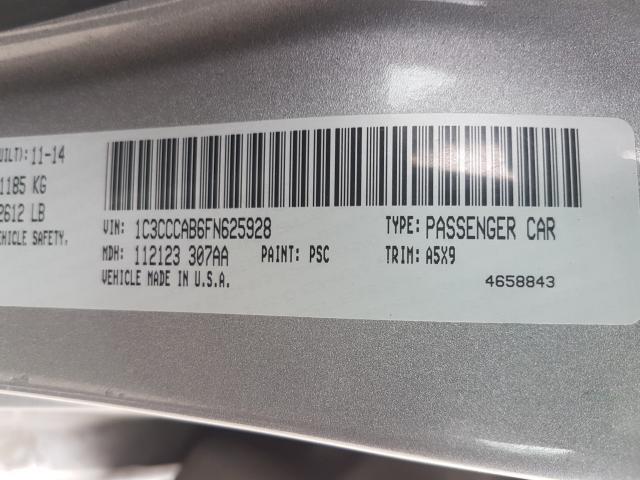 UILT): 11-14
1185 KG
2612 LB
EHICLE SAFETY.
VIN: 1C3CCCAB6FN625928 TYPE: PASSENGER CAR
MDH: 112123 307AA PAINT: PSC TRIM: A5X9
VEHICLE MADE IN U.S.A.
4658843